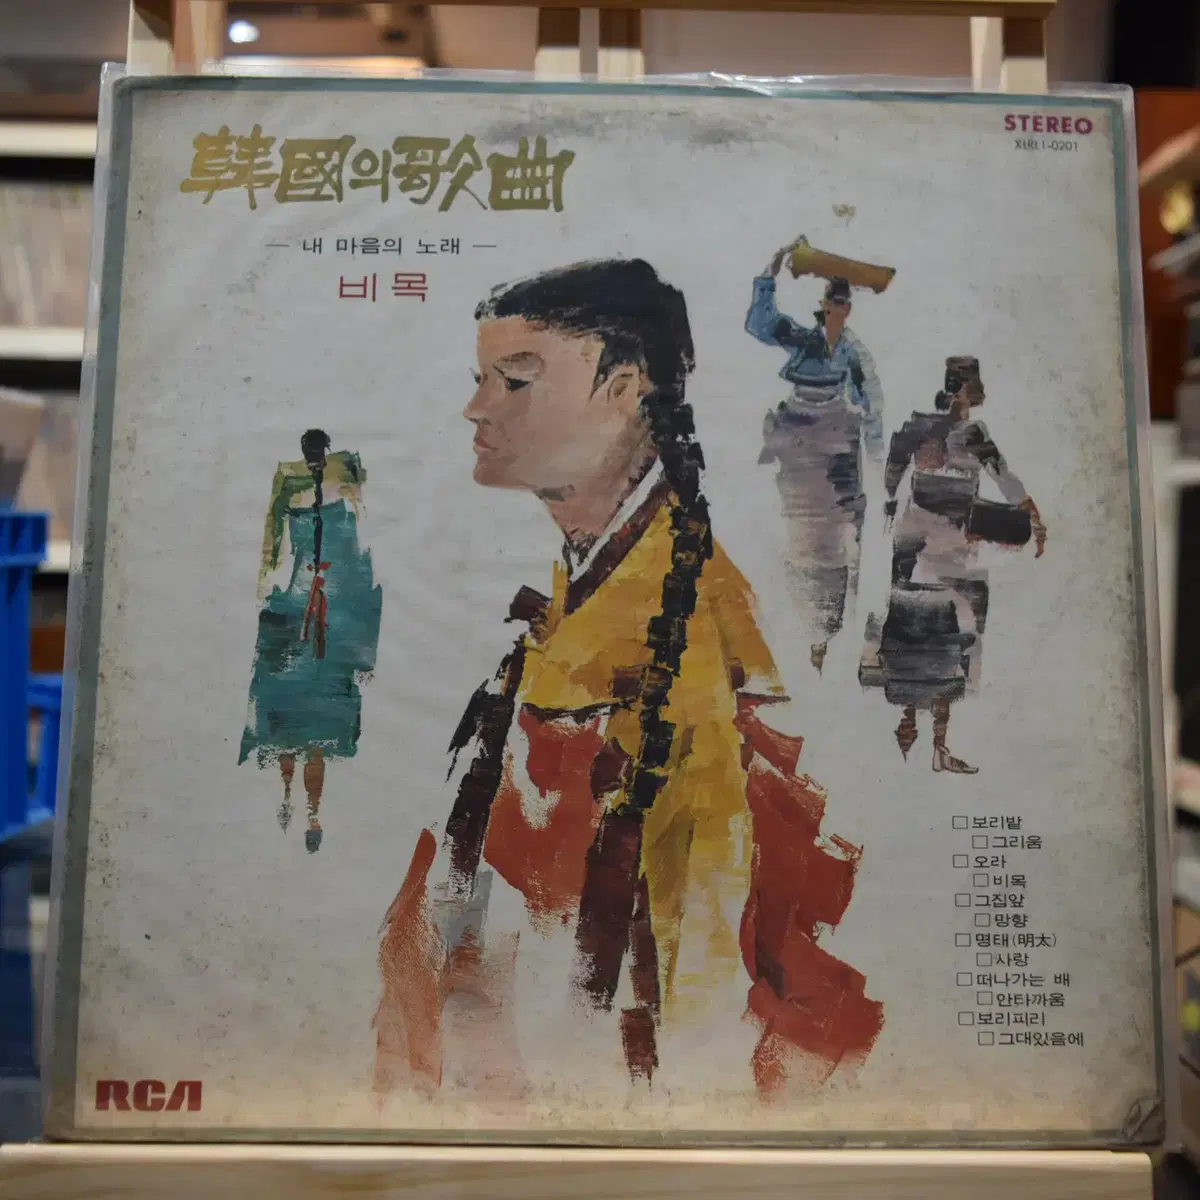 韓國의歌曲
STEREO
XLRL1-0201
— 내 마음의 노래 —
비목
□ 보리밭
□ 그리움
□ 오라
□ 비목
□ 그집앞
□ 망향
□ 명태(明太)
□ 사랑
□ 떠나가는 배
□ 안타까움
□ 보리피리
□ 그대있음에
RCA